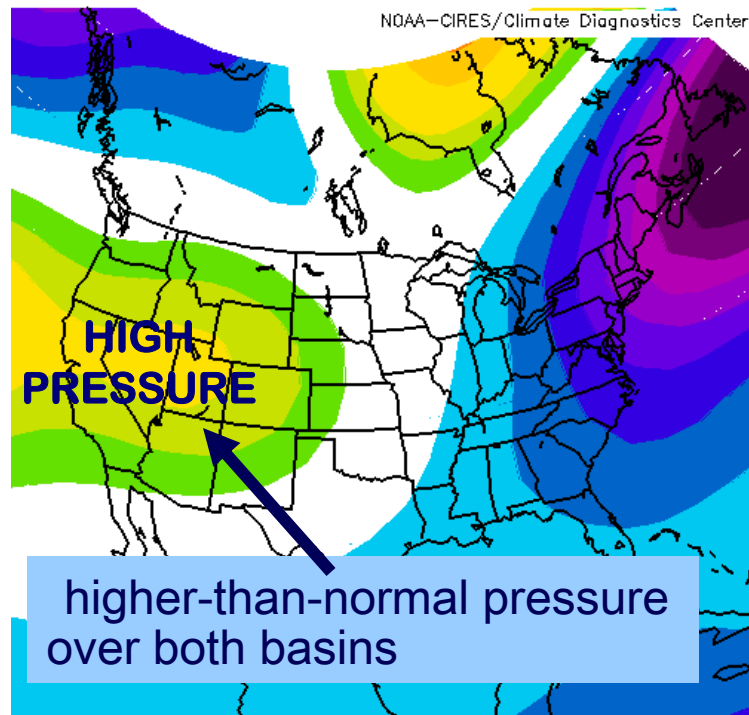 NOAA-CIRES/Climate Diagnostics Center
HIGH
PRESSURE
higher-than-normal pressure
over both basins